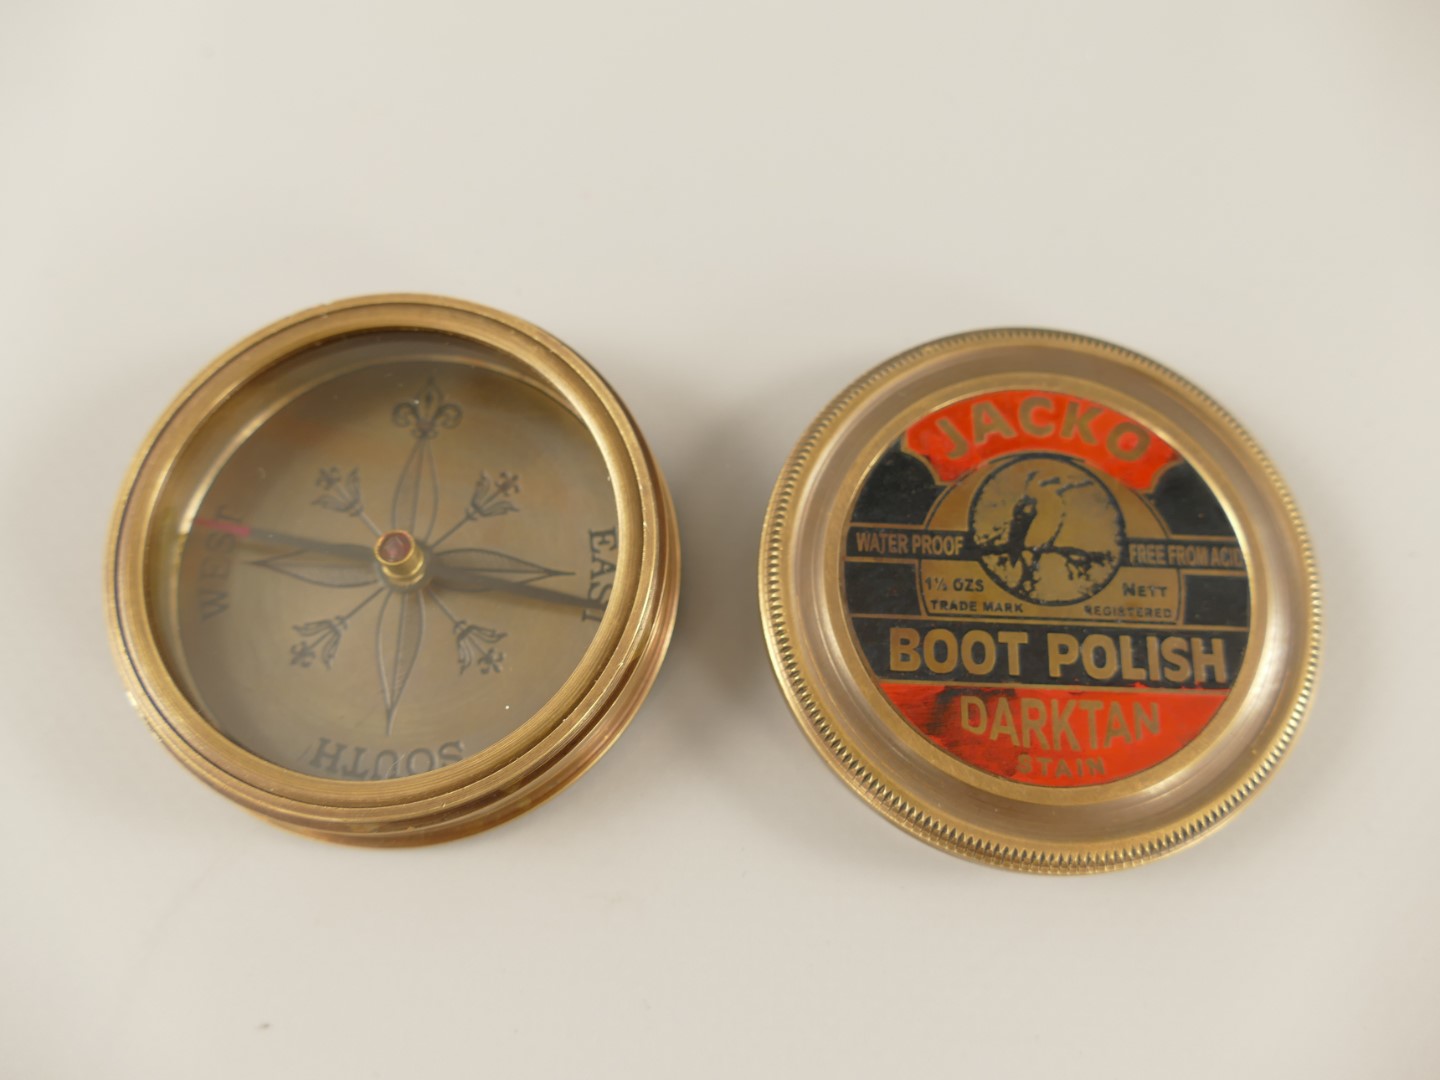 WEST
EAST
SOUTH
JACKO
WATER PROOF
FREE FROM ACID
1½ OZS
NETT
TRADE MARK
REGISTERED
BOOT POLISH
DARKTAN
STAIN